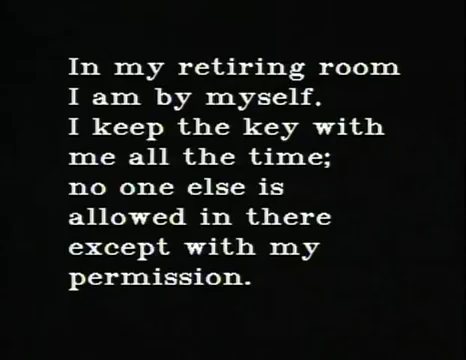 In my retiring room
I am by myself.
I keep the key with
me all the time;
no one else is
allowed in there
except with my
permission.